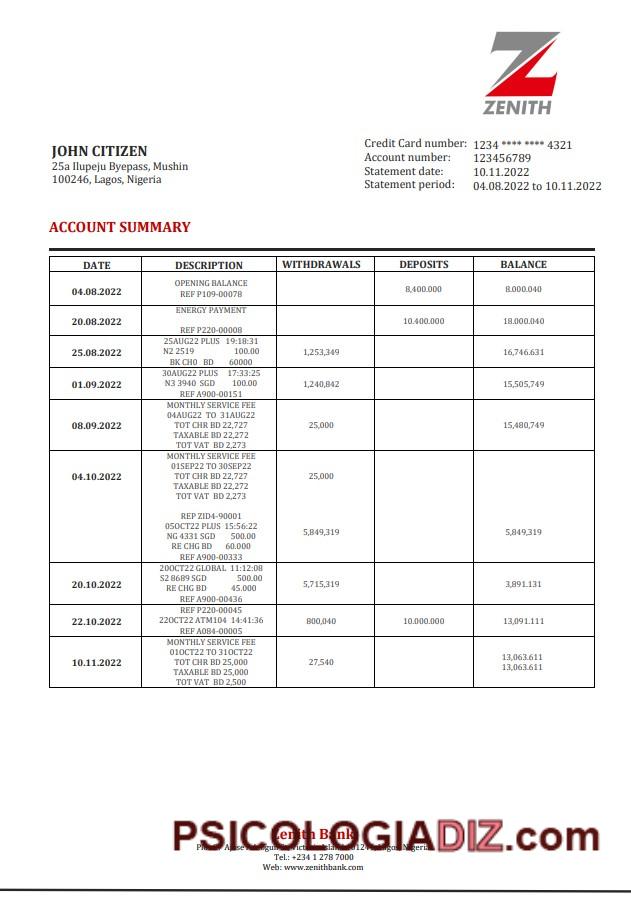 ZENITH
JOHN CITIZEN
25a Ilupeju Byepass, Mushin
100246, Lagos, Nigeria
Credit Card number: 1234 **** **** 4321
Account number: 123456789
Statement date: 10.11.2022
Statement period: 04.08.2022 to 10.11.2022
ACCOUNT SUMMARY
DATE DESCRIPTION WITHDRAWALS DEPOSITS BALANCE
OPENING BALANCE
04.08.2022 8,400.000 8.000.040
REF P109-00078
ENERGY PAYMENT
20.08.2022 10.400.000 18.000.040
REF P220-00008
25AUG22 PLUS 19:18:31
25.08.2022 N2 2519 100.00 1,253,349 16,746.631
BK CH0 BD 60000
30AUG22 PLUS 17:33:25
01.09.2022 N3 3940 SGD 100.00 1,240,842 15,505,749
REF A900-00151
MONTHLY SERVICE FEE
04AUG22 TO 31AUG22
08.09.2022 TOT CHR BD 22,727 25,000 15,480,749
TAXABLE BD 22,272
TOT VAT BD 2,273
MONTHLY SERVICE FEE
01SEP22 TO 30SEP22
04.10.2022 TOT CHR BD 22,727 25,000
TAXABLE BD 22,272
TOT VAT BD 2,273
REP ZID4-90001
05OCT22 PLUS 15:56:22
NG 4331 SGD 500.00 5,849,319 5,849,319
RE CHG BD 60.000
REF A900-00333
20OCT22 GLOBAL 11:12:08
S2 8689 SGD 500.00
20.10.2022 RE CHG BD 45.000 5,715,319 3,891.131
REF A900-00436
REF P220-00045
22.10.2022 22OCT22 ATM104 14:41:36 800,040 10.000.000 13,091.111
REF A084-00005
MONTHLY SERVICE FEE
01OCT22 TO 31OCT22
10.11.2022 TOT CHR BD 25,000 27,540 13,063.611
TAXABLE BD 25,000 13,063.611
TOT VAT BD 2,500
PSICOLOGIADIZ.com
Zenith Bank
Nigeria
Tel.: +234 1 278 7000
Web: www.zenithbank.com